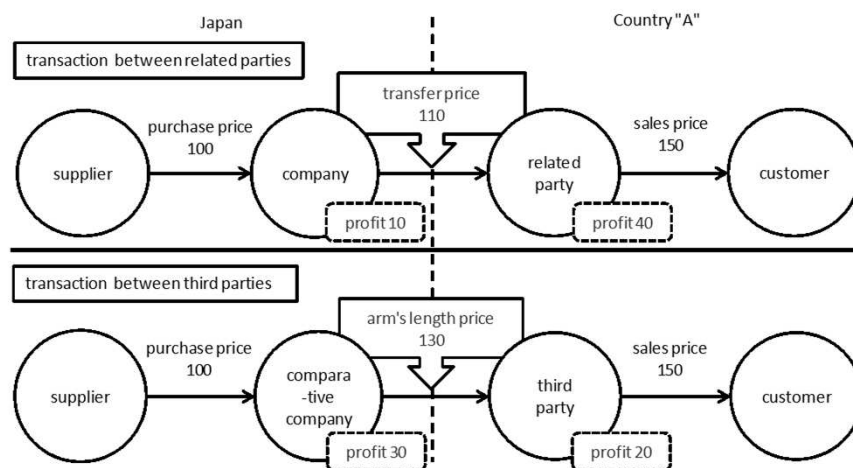 Japan
Country "A"
transaction between related parties
transfer price
110
purchase price
100
sales price
150
supplier
company
related
party
customer
profit 10
profit 40
transaction between third parties
arm's length price
130
purchase price
100
sales price
150
supplier
compara
-tive
company
third
party
customer
profit 30
profit 20